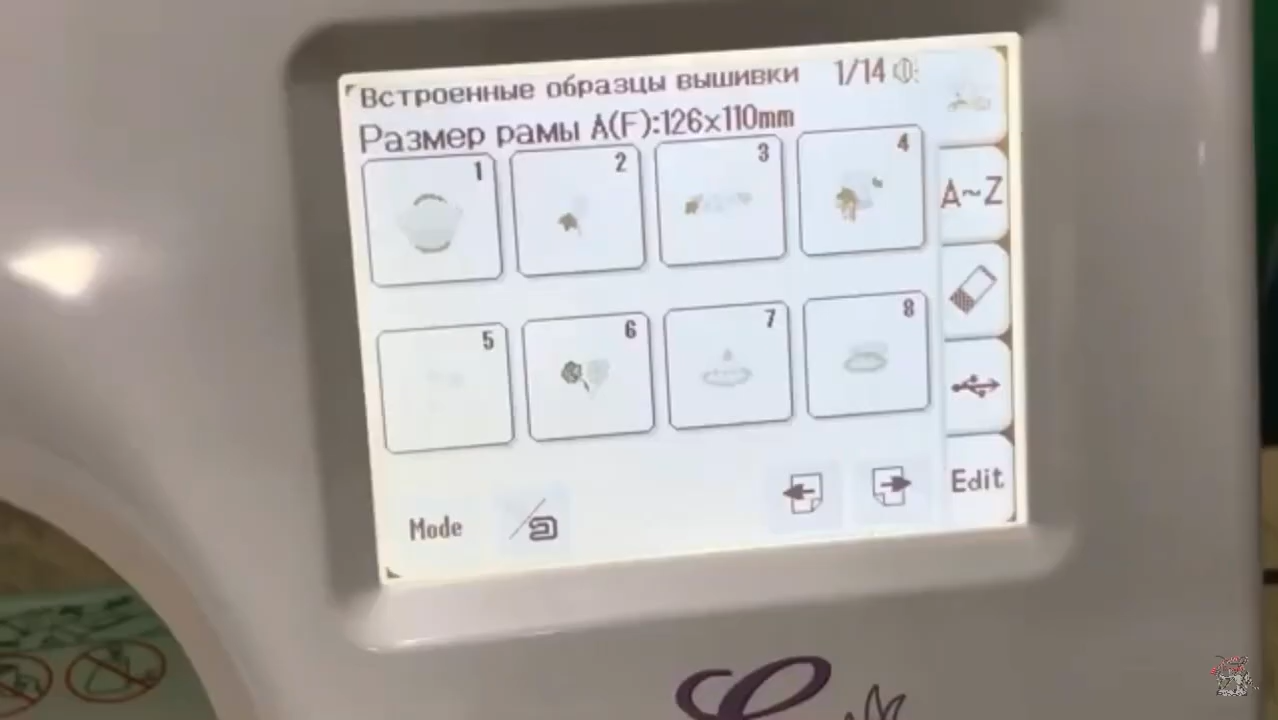 Встроенные образцы вышивки 1/14
Размер рамы A(F):126x110mm
1 2 3 4
A~Z
5 6 7 8
Edit
Mode